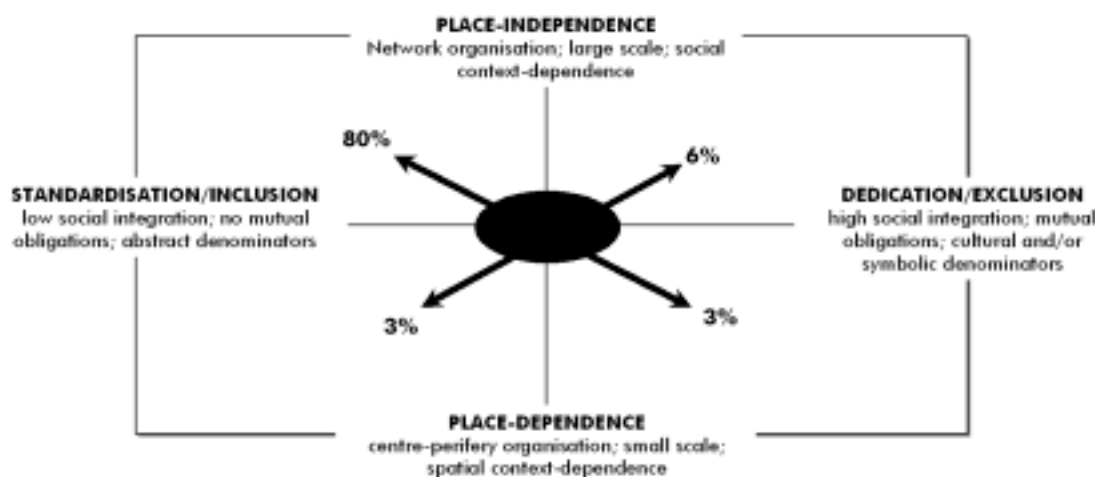 PLACE-INDEPENDENCE
Network organisation; large scale; social
context-dependence
80%
6%
STANDARDISATION/INCLUSION
low social integration; no mutual
obligations; abstract denominators
DEDICATION/EXCLUSION
high social integration; mutual
obligations; cultural and/or
symbolic denominators
3%
3%
PLACE-DEPENDENCE
centre-perifery organisation; small scale;
spatial context-dependence